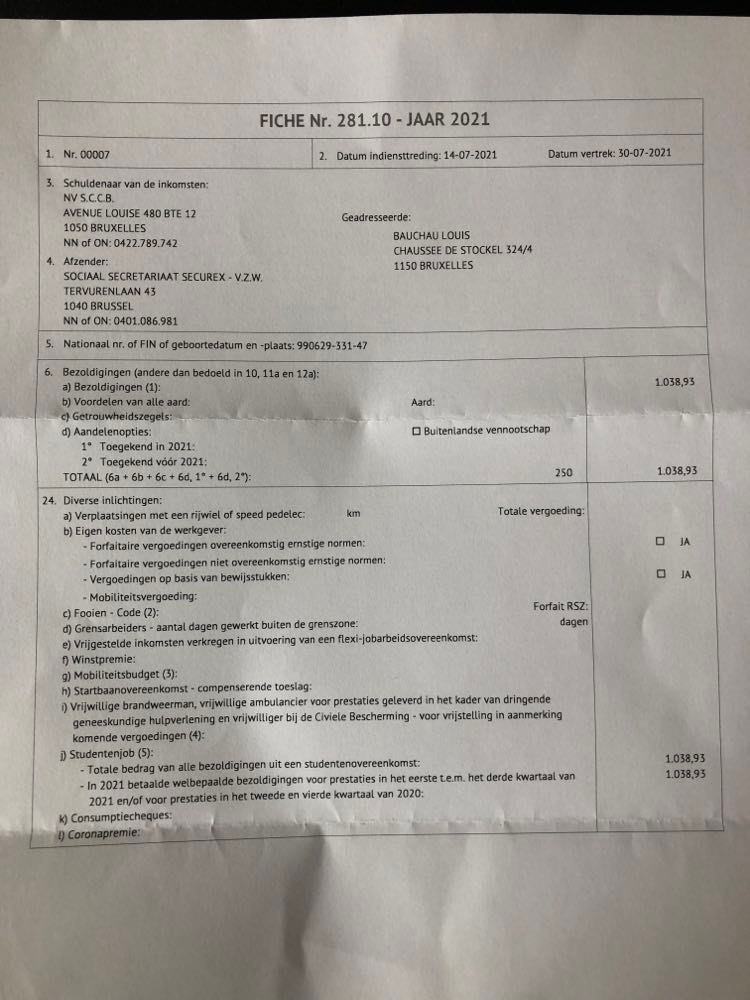 FICHE Nr. 281.10 - JAAR 2021
1. Nr. 00007
2. Datum indiensttreding: 14-07-2021 Datum vertrek: 30-07-2021
3. Schuldenaar van de inkomsten:
NV S.C.C.B.
AVENUE LOUISE 480 BTE 12
1050 BRUXELLES
NN of ON: 0422.789.742
Geadresseerde:
BAUCHAU LOUIS
CHAUSSEE DE STOCKEL 324/4
1150 BRUXELLES
4. Afzender:
SOCIAAL SECRETARIAAT SECUREX - V.Z.W.
TERVURENLAAN 43
1040 BRUSSEL
NN of ON: 0401.086.981
5. Nationaal nr. of FIN of geboortedatum en -plaats: 990629-331-47
6. Bezoldigingen (andere dan bedoeld in 10, 11a en 12a):
a) Bezoldigingen (1): 1.038,93
b) Voordelen van alle aard: Aard:
c) Getrouwheidszegels:
d) Aandelenopties: Buitenlandse vennootschap
1° Toegekend in 2021:
2° Toegekend vóór 2021:
TOTAAL (6a + 6b + 6c + 6d, 1° + 6d, 2°): 250 1.038,93
24. Diverse inlichtingen:
a) Verplaatsingen met een rijwiel of speed pedelec: km Totale vergoeding:
b) Eigen kosten van de werkgever:
- Forfaitaire vergoedingen overeenkomstig ernstige normen: JA
- Forfaitaire vergoedingen niet overeenkomstig ernstige normen:
- Vergoedingen op basis van bewijsstukken: JA
- Mobiliteitsvergoeding:
c) Fooien - Code (2): Forfait RSZ:
d) Grensarbeiders - aantal dagen gewerkt buiten de grenszone: dagen
e) Vrijgestelde inkomsten verkregen in uitvoering van een flexi-jobarbeidsovereenkomst:
f) Winstpremie:
g) Mobiliteitsbudget (3):
h) Startbaanovereenkomst - compenserende toeslag:
i) Vrijwillige brandweerman, vrijwillige ambulancier voor prestaties geleverd in het kader van dringende
geneeskundige hulpverlening en vrijwilliger bij de Civiele Bescherming - voor vrijstelling in aanmerking
komende vergoedingen (4):
j) Studentenjob (5):
- Totale bedrag van alle bezoldigingen uit een studentenovereenkomst: 1.038,93
- In 2021 betaalde welbepaalde bezoldigingen voor prestaties in het eerste t.e.m. het derde kwartaal van 1.038,93
2021 en/of voor prestaties in het tweede en vierde kwartaal van 2020:
k) Consumptiecheques:
l) Coronapremie: